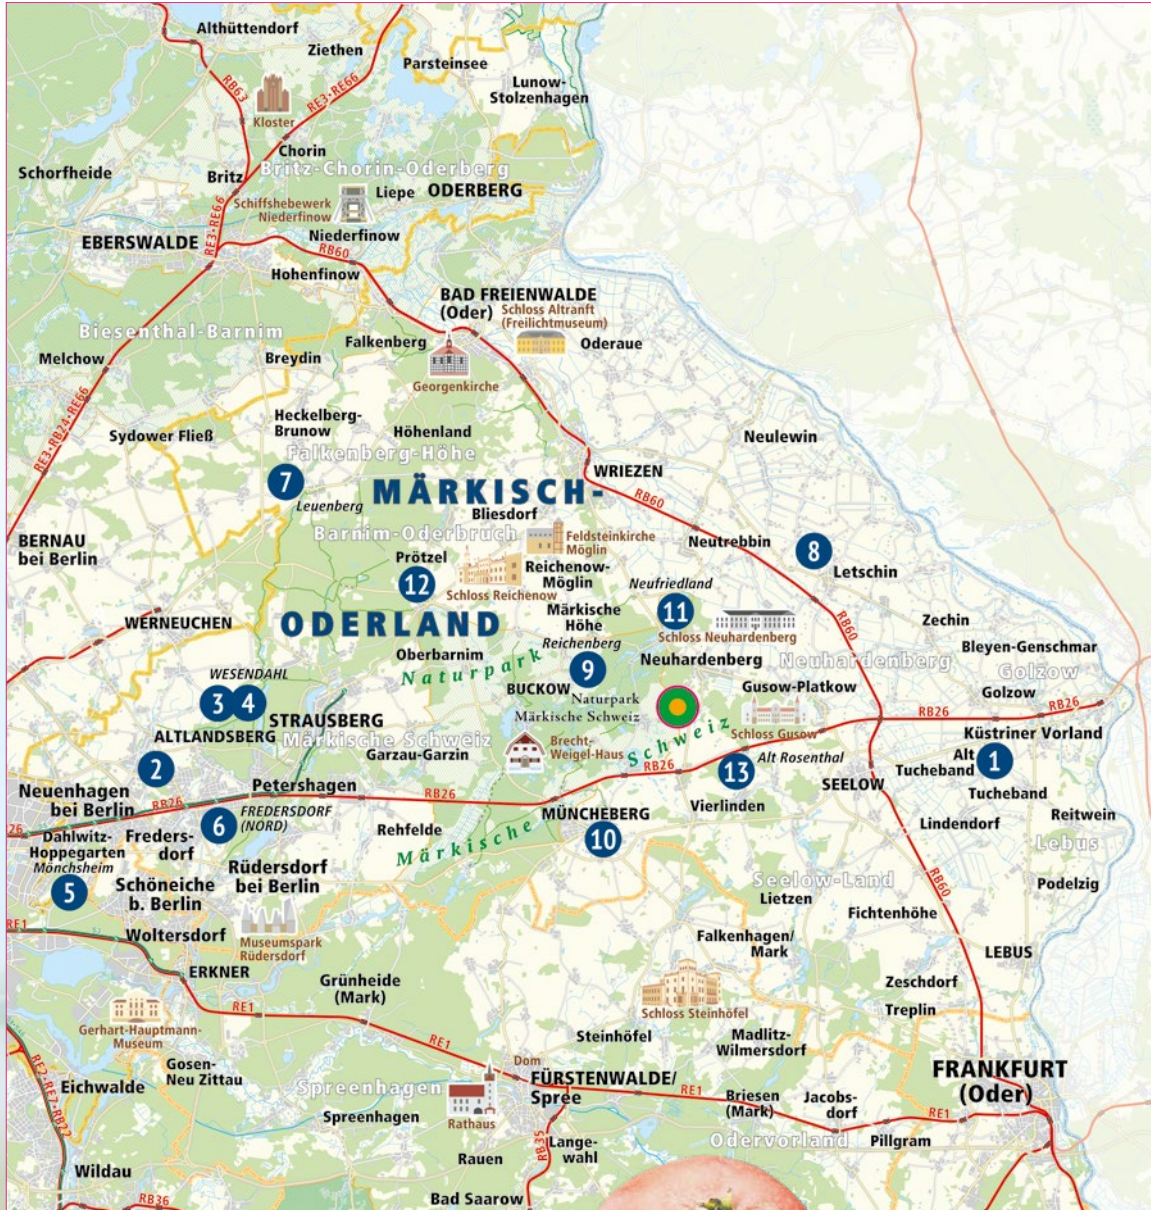 Althüttendorf
Ziethen
Parsteinsee
Lunow-
Stolzenhagen
RB63
RE3·RE66
Kloster
Chorin
Britz-Chorin-Oderberg
Schorfheide
Britz
Liepe
ODERBERG
Schiffshebewerk
Niederfinow
RE3·RE66
EBERSWALDE
Niederfinow
RB60
Hohenfinow
BAD FREIENWALDE
(Oder)
Schloss Altranft
(Freilichtmuseum)
Biesenthal-Barnim
Falkenberg
Oderaue
Melchow
Breydin
Georgenkirche
RE3·RB24·RE66
Heckelberg-
Brunow
Sydower Fließ
Höhenland
Neulewin
Falkenberg-Höhe
WRIEZEN
7
Leuenberg
MÄRKISCH-
RB60
Bliesdorf
Barnim-Oderbruch
BERNAU
bei Berlin
Feldsteinkirche
Möglin
Neutrebbin
8
Letschin
Prötzel
12
Schloss Reichenow
Reichenow-
Möglin
Neufriedland
11
Märkische
Höhe
WERNEUCHEN
ODERLAND
Schloss Neuhardenberg
RB60
Zechin
Reichenberg
9
Oberbarnim
Naturpark
Neuhardenberg
Neuhardenberg
Bleyen-Genschmar
Golzow
WESENDAHL
3
4
BUCKOW
Naturpark
Märkische Schweiz
Gusow-Platkow
Golzow
STRAUSBERG
ALTLANDSBERG
Märkische Schweiz
Schweiz
Schloss Gusow
RB26
RB26
Küstriner Vorland
Garzau-Garzin
Brecht-
Weigel-Haus
RB26
Alt Rosenthal
13
Alt
Tucheband
1
2
Neuenhagen
bei Berlin
RB26
Petershagen
RB26
SEELOW
Tucheband
26
6
FREDERSDORF
(NORD)
MÜNCHEBERG
10
Vierlinden
Reitwein
Dahlwitz-
Hoppegarten
Mönchsheim
5
Freders-
dorf
Rehfelde
Märkische
Lindendorf
Lebus
Rüdersdorf
bei Berlin
Schöneiche
b. Berlin
Seelow-Land
Lietzen
RB60
Podelzig
Fichtenhöhe
RE1
Woltersdorf
Museumspark
Rüdersdorf
Falkenhagen/
Mark
LEBUS
ERKNER
Grünheide
(Mark)
Zeschdorf
Treplin
RE1
Schloss Steinhöfel
Gerhart-Hauptmann-
Museum
RE1
Steinhöfel
Madlitz-
Wilmersdorf
RE2·RE7·RB22
Gosen-
Neu Zittau
Dom
FRANKFURT
(Oder)
Eichwalde
Spreenhagen
FÜRSTENWALDE/
Spree
RE1
Briesen
(Mark)
Jacobs-
dorf
RE1
Spreenhagen
Rathaus
Odervorland
Pillgram
Lange-
wahl
RB35
Rauen
Wildau
RB36
Bad Saarow